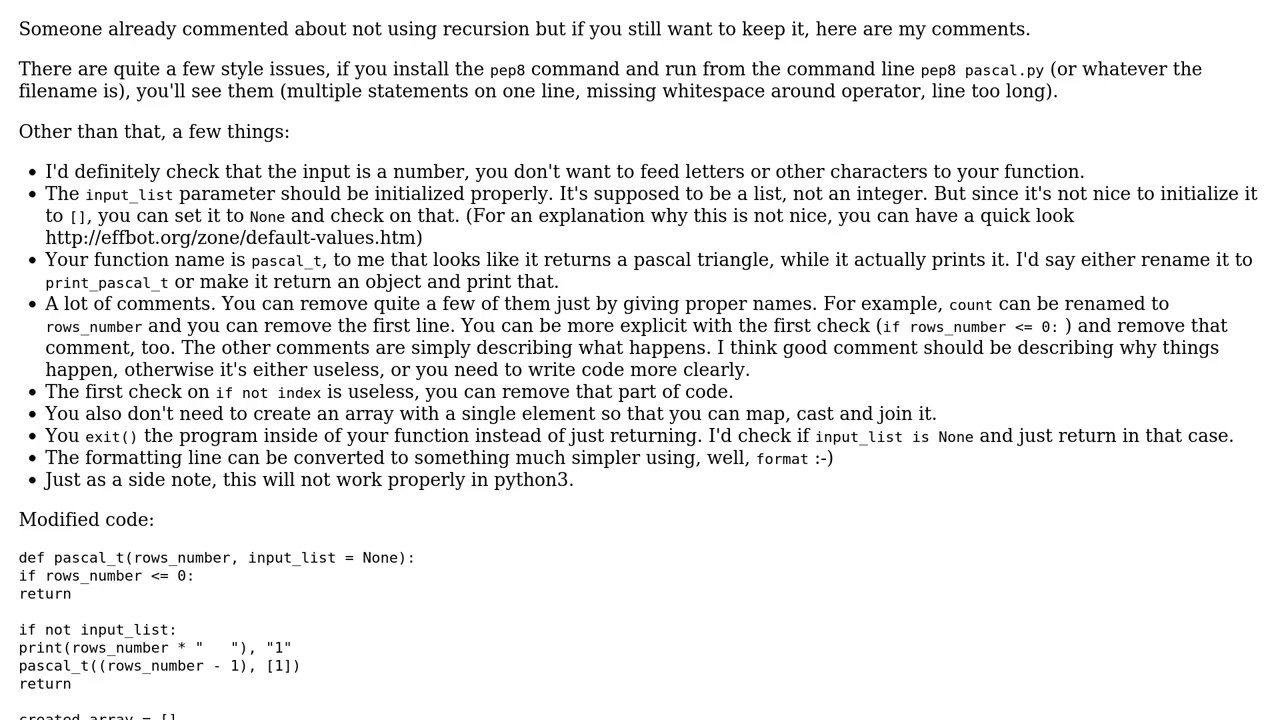 Someone already commented about not using recursion but if you still want to keep it, here are my comments.
There are quite a few style issues, if you install the pep8 command and run from the command line pep8 pascal.py (or whatever the
filename is), you'll see them (multiple statements on one line, missing whitespace around operator, line too long).
Other than that, a few things:
• I'd definitely check that the input is a number, you don't want to feed letters or other characters to your function.
• The input_list parameter should be initialized properly. It's supposed to be a list, not an integer. But since it's not nice to initialize it
to [], you can set it to None and check on that. (For an explanation why this is not nice, you can have a quick look
http://effbot.org/zone/default-values.htm)
• Your function name is pascal_t, to me that looks like it returns a pascal triangle, while it actually prints it. I'd say either rename it to
print_pascal_t or make it return an object and print that.
• A lot of comments. You can remove quite a few of them just by giving proper names. For example, count can be renamed to
rows_number and you can remove the first line. You can be more explicit with the first check (if rows_number <= 0: ) and remove that
comment, too. The other comments are simply describing what happens. I think good comment should be describing why things
happen, otherwise it's either useless, or you need to write code more clearly.
• The first check on if not index is useless, you can remove that part of code.
• You also don't need to create an array with a single element so that you can map, cast and join it.
• You exit() the program inside of your function instead of just returning. I'd check if input_list is None and just return in that case.
• The formatting line can be converted to something much simpler using, well, format :-)
• Just as a side note, this will not work properly in python3.
Modified code:
def pascal_t(rows_number, input_list = None):
if rows_number <= 0:
return
if not input_list:
print(rows_number * "   "), "1"
pascal_t((rows_number - 1), [1])
return
created_array = []